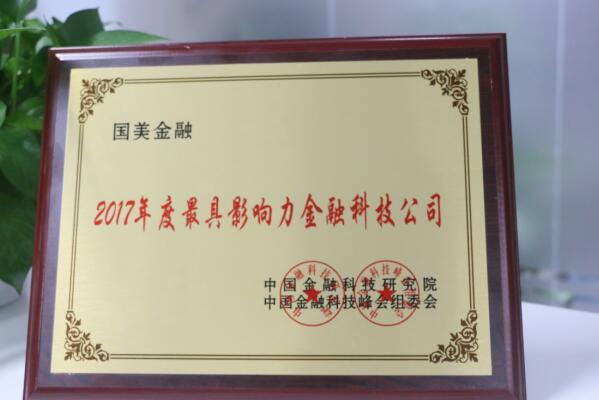 国美金融
2017年度最具影响力金融科技公司
中国金融科技研究院
中国金融科技峰会组委会